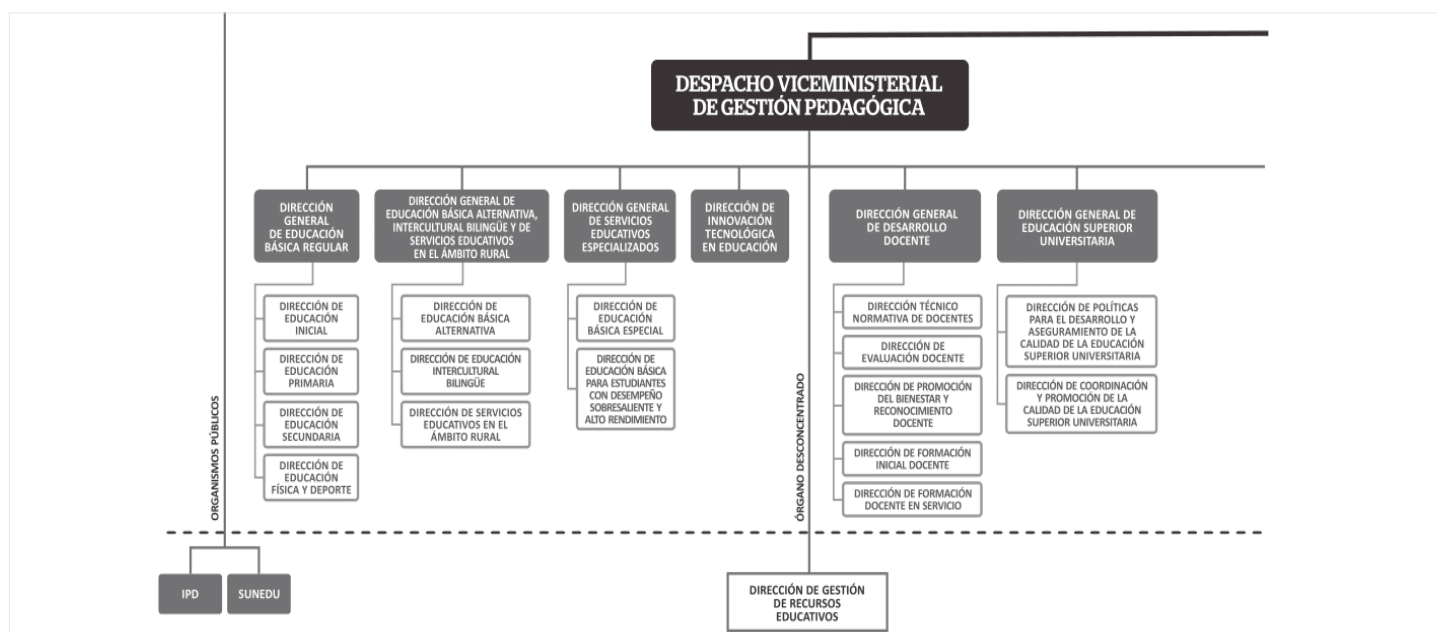 DESPACHO VICEMINISTERIAL
DE GESTIÓN PEDAGÓGICA
DIRECCIÓN
GENERAL
DE EDUCACIÓN
BÁSICA REGULAR
DIRECCIÓN DE
EDUCACIÓN
INICIAL
DIRECCIÓN DE
EDUCACIÓN
PRIMARIA
DIRECCIÓN DE
EDUCACIÓN
SECUNDARIA
DIRECCIÓN DE
EDUCACIÓN
FÍSICA Y DEPORTE
DIRECCIÓN GENERAL DE
EDUCACIÓN BÁSICA ALTERNATIVA,
INTERCULTURAL BILINGÜE Y DE
SERVICIOS EDUCATIVOS
EN EL ÁMBITO RURAL
DIRECCIÓN DE
EDUCACIÓN BÁSICA
ALTERNATIVA
DIRECCIÓN DE EDUCACIÓN
INTERCULTURAL
BILINGÜE
DIRECCIÓN DE SERVICIOS
EDUCATIVOS EN EL
ÁMBITO RURAL
DIRECCIÓN GENERAL
DE SERVICIOS
EDUCATIVOS
ESPECIALIZADOS
DIRECCIÓN DE
EDUCACIÓN
BÁSICA ESPECIAL
DIRECCIÓN DE
EDUCACIÓN BÁSICA
PARA ESTUDIANTES
CON DESEMPEÑO
SOBRESALIENTE Y
ALTO RENDIMIENTO
DIRECCIÓN DE
INNOVACIÓN
TECNOLÓGICA
EN EDUCACIÓN
DIRECCIÓN GENERAL
DE DESARROLLO
DOCENTE
DIRECCIÓN TÉCNICO
NORMATIVA DE DOCENTES
DIRECCIÓN DE
EVALUACIÓN DOCENTE
DIRECCIÓN DE PROMOCIÓN
DEL BIENESTAR Y
RECONOCIMIENTO
DOCENTE
DIRECCIÓN DE FORMACIÓN
INICIAL DOCENTE
DIRECCIÓN DE FORMACIÓN
DOCENTE EN SERVICIO
DIRECCIÓN GENERAL DE
EDUCACIÓN SUPERIOR
UNIVERSITARIA
DIRECCIÓN DE POLÍTICAS
PARA EL DESARROLLO Y
ASEGURAMIENTO DE LA
CALIDAD DE LA EDUCACIÓN
SUPERIOR UNIVERSITARIA
DIRECCIÓN DE COORDINACIÓN
Y PROMOCIÓN DE LA
CALIDAD DE LA EDUCACIÓN
SUPERIOR UNIVERSITARIA
ORGANISMOS PÚBLICOS
ÓRGANO DESCONCENTRADO
IPD
SUNEDU
DIRECCIÓN DE GESTIÓN
DE RECURSOS
EDUCATIVOS